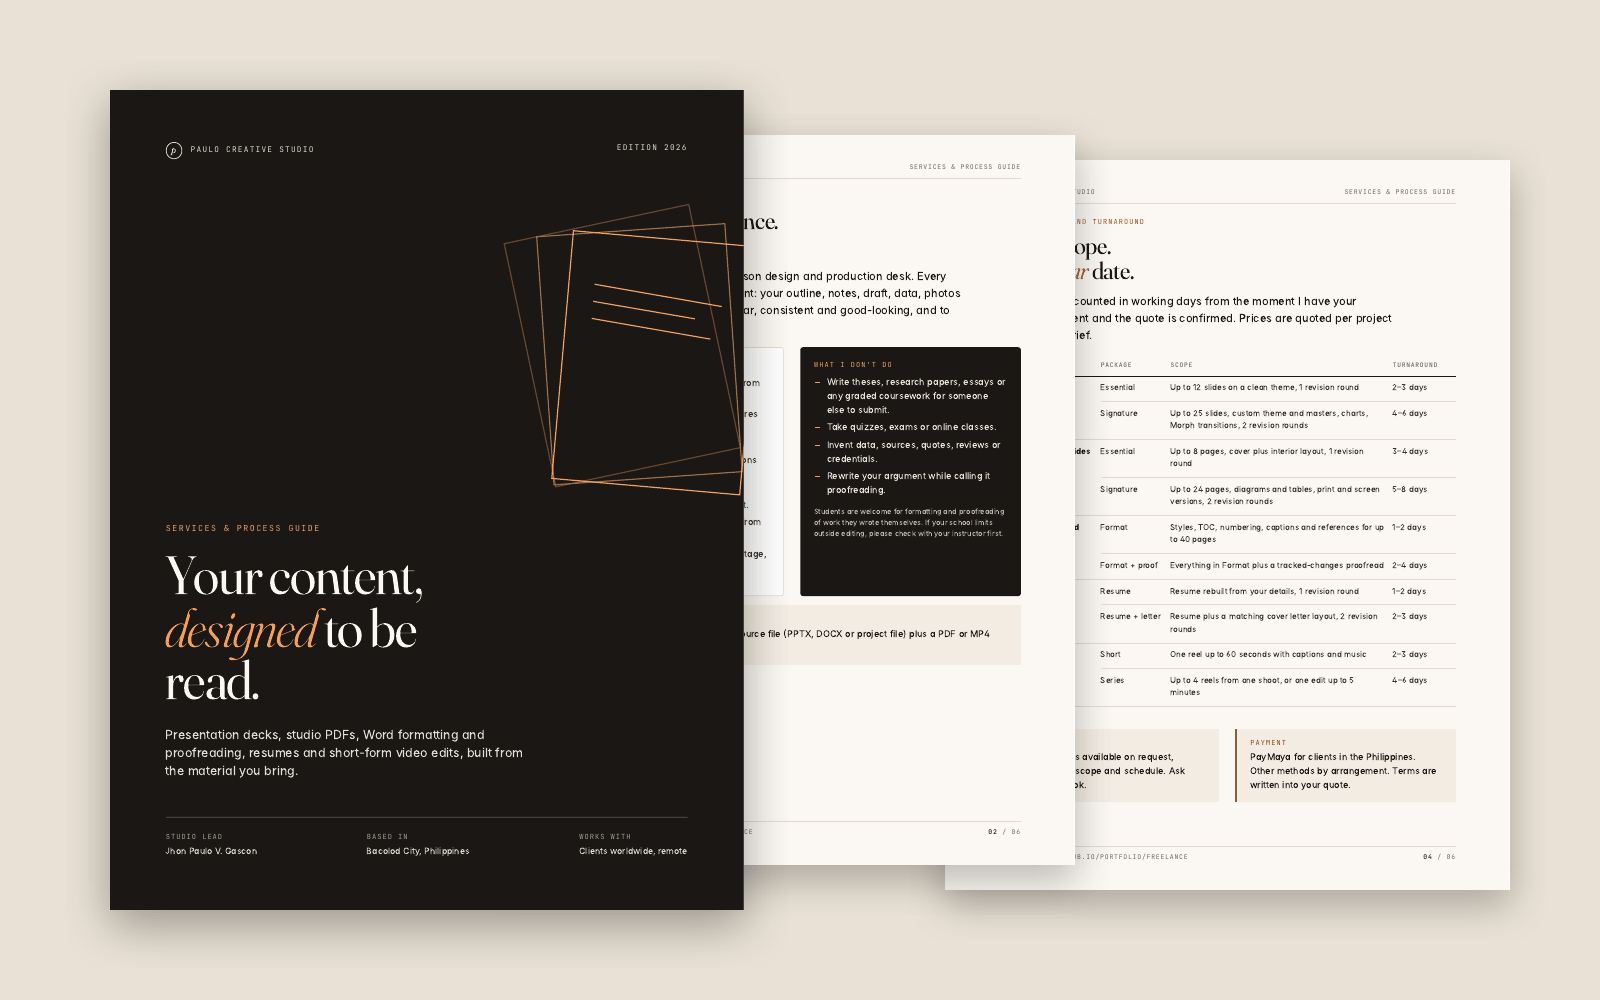 p PAULO CREATIVE STUDIO
EDITION 2026
SERVICES & PROCESS GUIDE
Your content,
designed to be
read.
Presentation decks, studio PDFs, Word formatting and
proofreading, resumes and short-form video edits, built from
the material you bring.
STUDIO LEAD
Jhon Paulo V. Gascon
BASED IN
Bacolod City, Philippines
WORKS WITH
Clients worldwide, remote
SERVICES & PROCESS GUIDE
nce.
son design and production desk. Every
nt: your outline, notes, draft, data, photos
ar, consistent and good-looking, and to
rom
res
ons
t.
rom
tage,
WHAT I DON'T DO
– Write theses, research papers, essays or
any graded coursework for someone
else to submit.
– Take quizzes, exams or online classes.
– Invent data, sources, quotes, reviews or
credentials.
– Rewrite your argument while calling it
proofreading.
Students are welcome for formatting and proofreading
of work they wrote themselves. If your school limits
outside editing, please check with your instructor first.
ource file (PPTX, DOCX or project file) plus a PDF or MP4
CE
02 / 06
UDIO
SERVICES & PROCESS GUIDE
ND TURNAROUND
ope.
ar date.
counted in working days from the moment I have your
ent and the quote is confirmed. Prices are quoted per project
rief.
PACKAGE SCOPE TURNAROUND
Essential Up to 12 slides on a clean theme, 1 revision round 2–3 days
Signature Up to 25 slides, custom theme and masters, charts, 4–6 days
Morph transitions, 2 revision rounds
ides Essential Up to 8 pages, cover plus interior layout, 1 revision 3–4 days
round
Signature Up to 24 pages, diagrams and tables, print and screen 5–8 days
versions, 2 revision rounds
d Format Styles, TOC, numbering, captions and references for up 1–2 days
to 40 pages
Format + proof Everything in Format plus a tracked-changes proofread 2–4 days
Resume Resume rebuilt from your details, 1 revision round 1–2 days
Resume + letter Resume plus a matching cover letter layout, 2 revision 2–3 days
rounds
Short One reel up to 60 seconds with captions and music 2–3 days
Series Up to 4 reels from one shoot, or one edit up to 5 4–6 days
minutes
s available on request,
scope and schedule. Ask
ok.
PAYMENT
PayMaya for clients in the Philippines.
Other methods by arrangement. Terms are
written into your quote.
B.IO/PORTFOLIO/FREELANCE
04 / 06